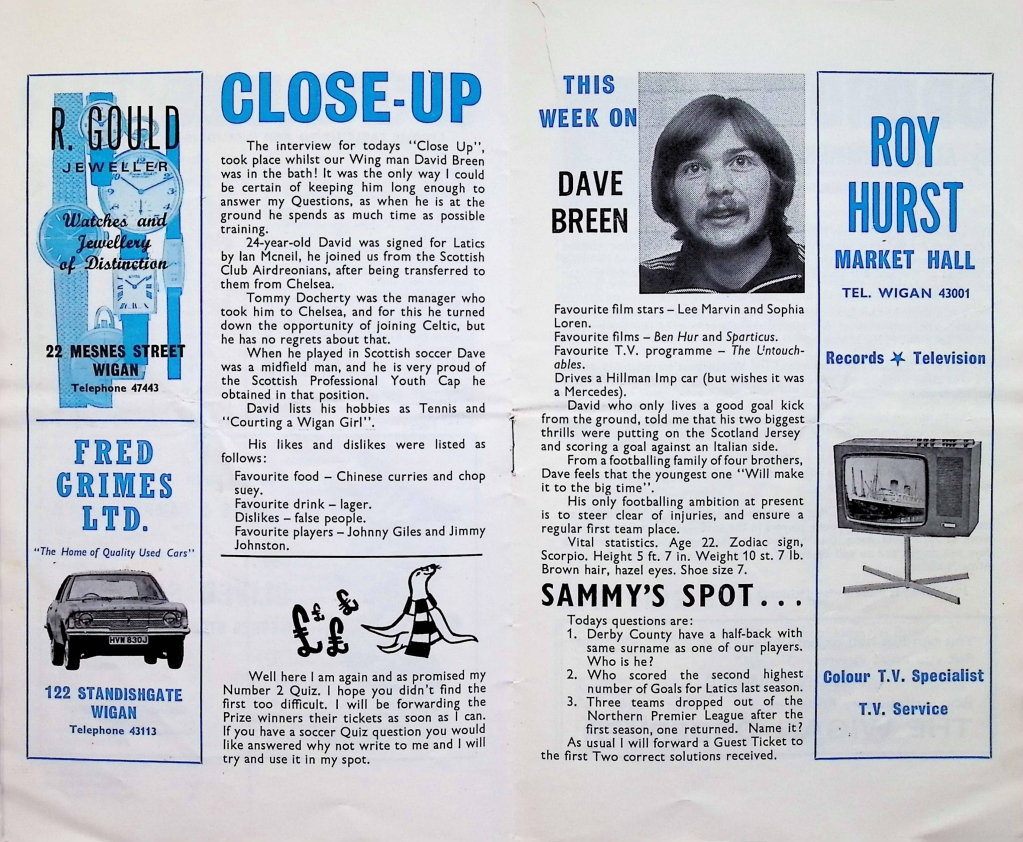 R. GOULD
JEWELLER
Watches and
Jewellery
of Distinction
22 MESNES STREET
WIGAN
Telephone 47443
FRED
GRIMES
LTD.
"The Home of Quality Used Cars"
HVM 830J
122 STANDISHGATE
WIGAN
Telephone 43113
CLOSE-UP
The interview for todays "Close Up",
took place whilst our Wing man David Breen
was in the bath! It was the only way I could
be certain of keeping him long enough to
answer my Questions, as when he is at the
ground he spends as much time as possible
training.
24-year-old David was signed for Latics
by Ian Mcneil, he joined us from the Scottish
Club Airdreonians, after being transferred to
them from Chelsea.
Tommy Docherty was the manager who
took him to Chelsea, and for this he turned
down the opportunity of joining Celtic, but
he has no regrets about that.
When he played in Scottish soccer Dave
was a midfield man, and he is very proud of
the Scottish Professional Youth Cap he
obtained in that position.
David lists his hobbies as Tennis and
"Courting a Wigan Girl".
His likes and dislikes were listed as
follows:
Favourite food – Chinese curries and chop
suey.
Favourite drink – lager.
Dislikes – false people.
Favourite players – Johnny Giles and Jimmy
Johnston.
£ £ £ £ £
Well here I am again and as promised my
Number 2 Quiz. I hope you didn't find the
first too difficult. I will be forwarding the
Prize winners their tickets as soon as I can.
If you have a soccer Quiz question you would
like answered why not write to me and I will
try and use it in my spot.
THIS
WEEK ON
DAVE
BREEN
Favourite film stars – Lee Marvin and Sophia
Loren.
Favourite films – Ben Hur and Sparticus.
Favourite T.V. programme – The Untouch-
ables.
Drives a Hillman Imp car (but wishes it was
a Mercedes).
David who only lives a good goal kick
from the ground, told me that his two biggest
thrills were putting on the Scotland Jersey
and scoring a goal against an Italian side.
From a footballing family of four brothers,
Dave feels that the youngest one "Will make
it to the big time".
His only footballing ambition at present
is to steer clear of injuries, and ensure a
regular first team place.
Vital statistics. Age 22. Zodiac sign,
Scorpio. Height 5 ft. 7 in. Weight 10 st. 7 lb.
Brown hair, hazel eyes. Shoe size 7.
SAMMY'S SPOT...
Todays questions are:
1. Derby County have a half-back with
same surname as one of our players.
Who is he?
2. Who scored the second highest
number of Goals for Latics last season.
3. Three teams dropped out of the
Northern Premier League after the
first season, one returned. Name it?
As usual I will forward a Guest Ticket to
the first Two correct solutions received.
ROY
HURST
MARKET HALL
TEL. WIGAN 43001
Records ★ Television
Colour T.V. Specialist
T.V. Service